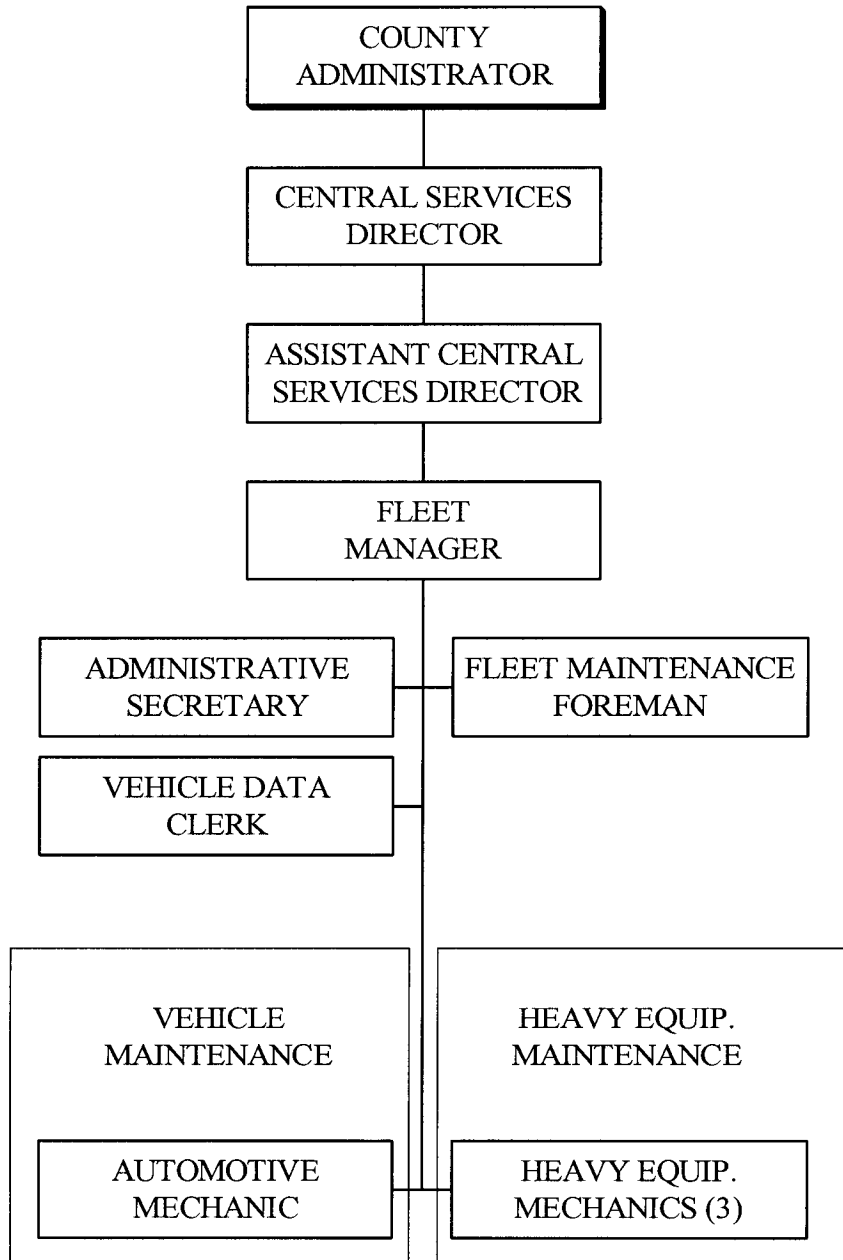 COUNTY
ADMINISTRATOR
CENTRAL SERVICES
DIRECTOR
ASSISTANT CENTRAL
SERVICES DIRECTOR
FLEET
MANAGER
ADMINISTRATIVE
SECRETARY
FLEET MAINTENANCE
FOREMAN
VEHICLE DATA
CLERK
VEHICLE
MAINTENANCE
HEAVY EQUIP.
MAINTENANCE
AUTOMOTIVE
MECHANIC
HEAVY EQUIP.
MECHANICS (3)